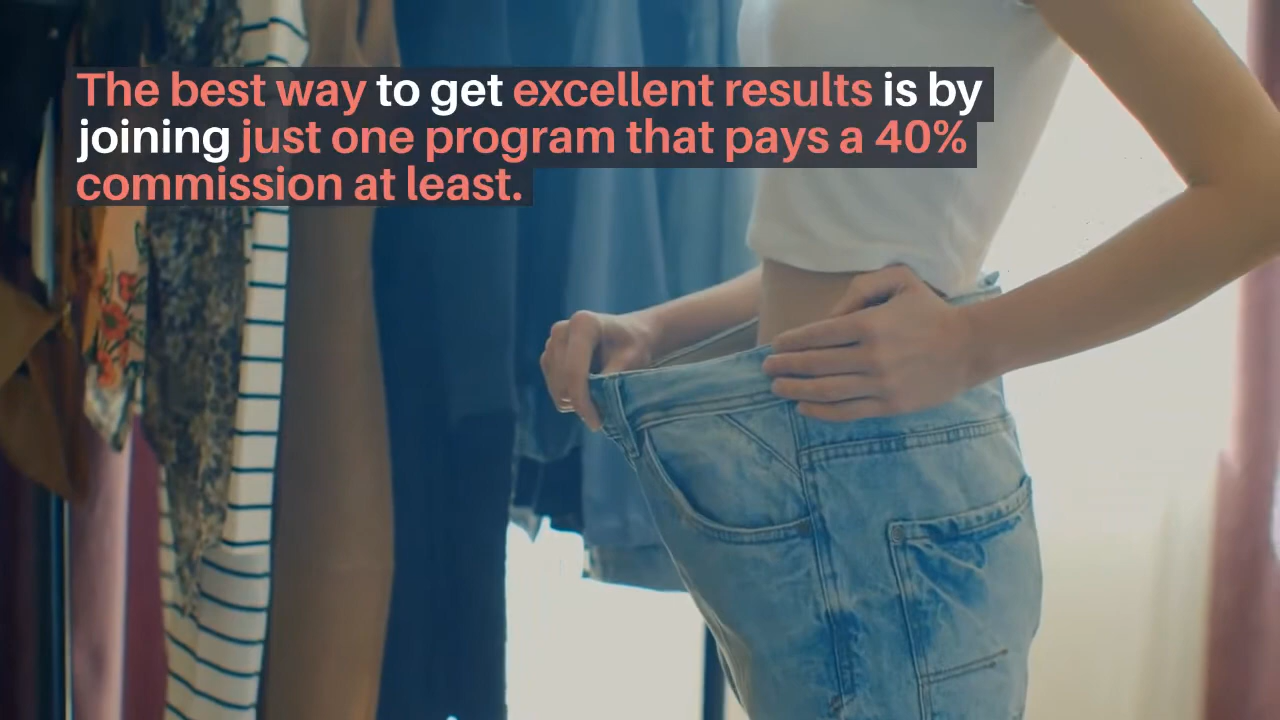 The best way to get excellent results is by
joining just one program that pays a 40%
commission at least.